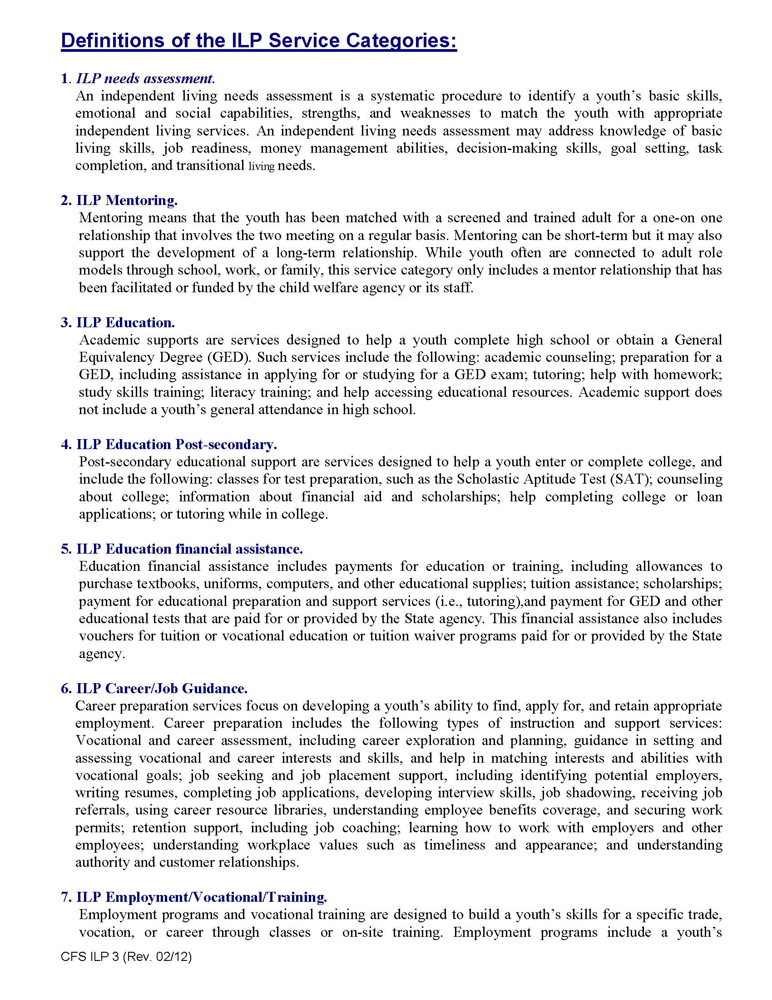 Definitions of the ILP Service Categories:
1. ILP needs assessment.
An independent living needs assessment is a systematic procedure to identify a youth’s basic skills,
emotional and social capabilities, strengths, and weaknesses to match the youth with appropriate
independent living services. An independent living needs assessment may address knowledge of basic
living skills, job readiness, money management abilities, decision-making skills, goal setting, task
completion, and transitional living needs.
2. ILP Mentoring.
Mentoring means that the youth has been matched with a screened and trained adult for a one-on one
relationship that involves the two meeting on a regular basis. Mentoring can be short-term but it may also
support the development of a long-term relationship. While youth often are connected to adult role
models through school, work, or family, this service category only includes a mentor relationship that has
been facilitated or funded by the child welfare agency or its staff.
3. ILP Education.
Academic supports are services designed to help a youth complete high school or obtain a General
Equivalency Degree (GED). Such services include the following: academic counseling; preparation for a
GED, including assistance in applying for or studying for a GED exam; tutoring; help with homework;
study skills training; literacy training; and help accessing educational resources. Academic support does
not include a youth’s general attendance in high school.
4. ILP Education Post-secondary.
Post-secondary educational support are services designed to help a youth enter or complete college, and
include the following: classes for test preparation, such as the Scholastic Aptitude Test (SAT); counseling
about college; information about financial aid and scholarships; help completing college or loan
applications; or tutoring while in college.
5. ILP Education financial assistance.
Education financial assistance includes payments for education or training, including allowances to
purchase textbooks, uniforms, computers, and other educational supplies; tuition assistance; scholarships;
payment for educational preparation and support services (i.e., tutoring),and payment for GED and other
educational tests that are paid for or provided by the State agency. This financial assistance also includes
vouchers for tuition or vocational education or tuition waiver programs paid for or provided by the State
agency.
6. ILP Career/Job Guidance.
Career preparation services focus on developing a youth’s ability to find, apply for, and retain appropriate
employment. Career preparation includes the following types of instruction and support services:
Vocational and career assessment, including career exploration and planning, guidance in setting and
assessing vocational and career interests and skills, and help in matching interests and abilities with
vocational goals; job seeking and job placement support, including identifying potential employers,
writing resumes, completing job applications, developing interview skills, job shadowing, receiving job
referrals, using career resource libraries, understanding employee benefits coverage, and securing work
permits; retention support, including job coaching; learning how to work with employers and other
employees; understanding workplace values such as timeliness and appearance; and understanding
authority and customer relationships.
7. ILP Employment/Vocational/Training.
Employment programs and vocational training are designed to build a youth’s skills for a specific trade,
vocation, or career through classes or on-site training. Employment programs include a youth’s
CFS ILP 3 (Rev. 02/12)